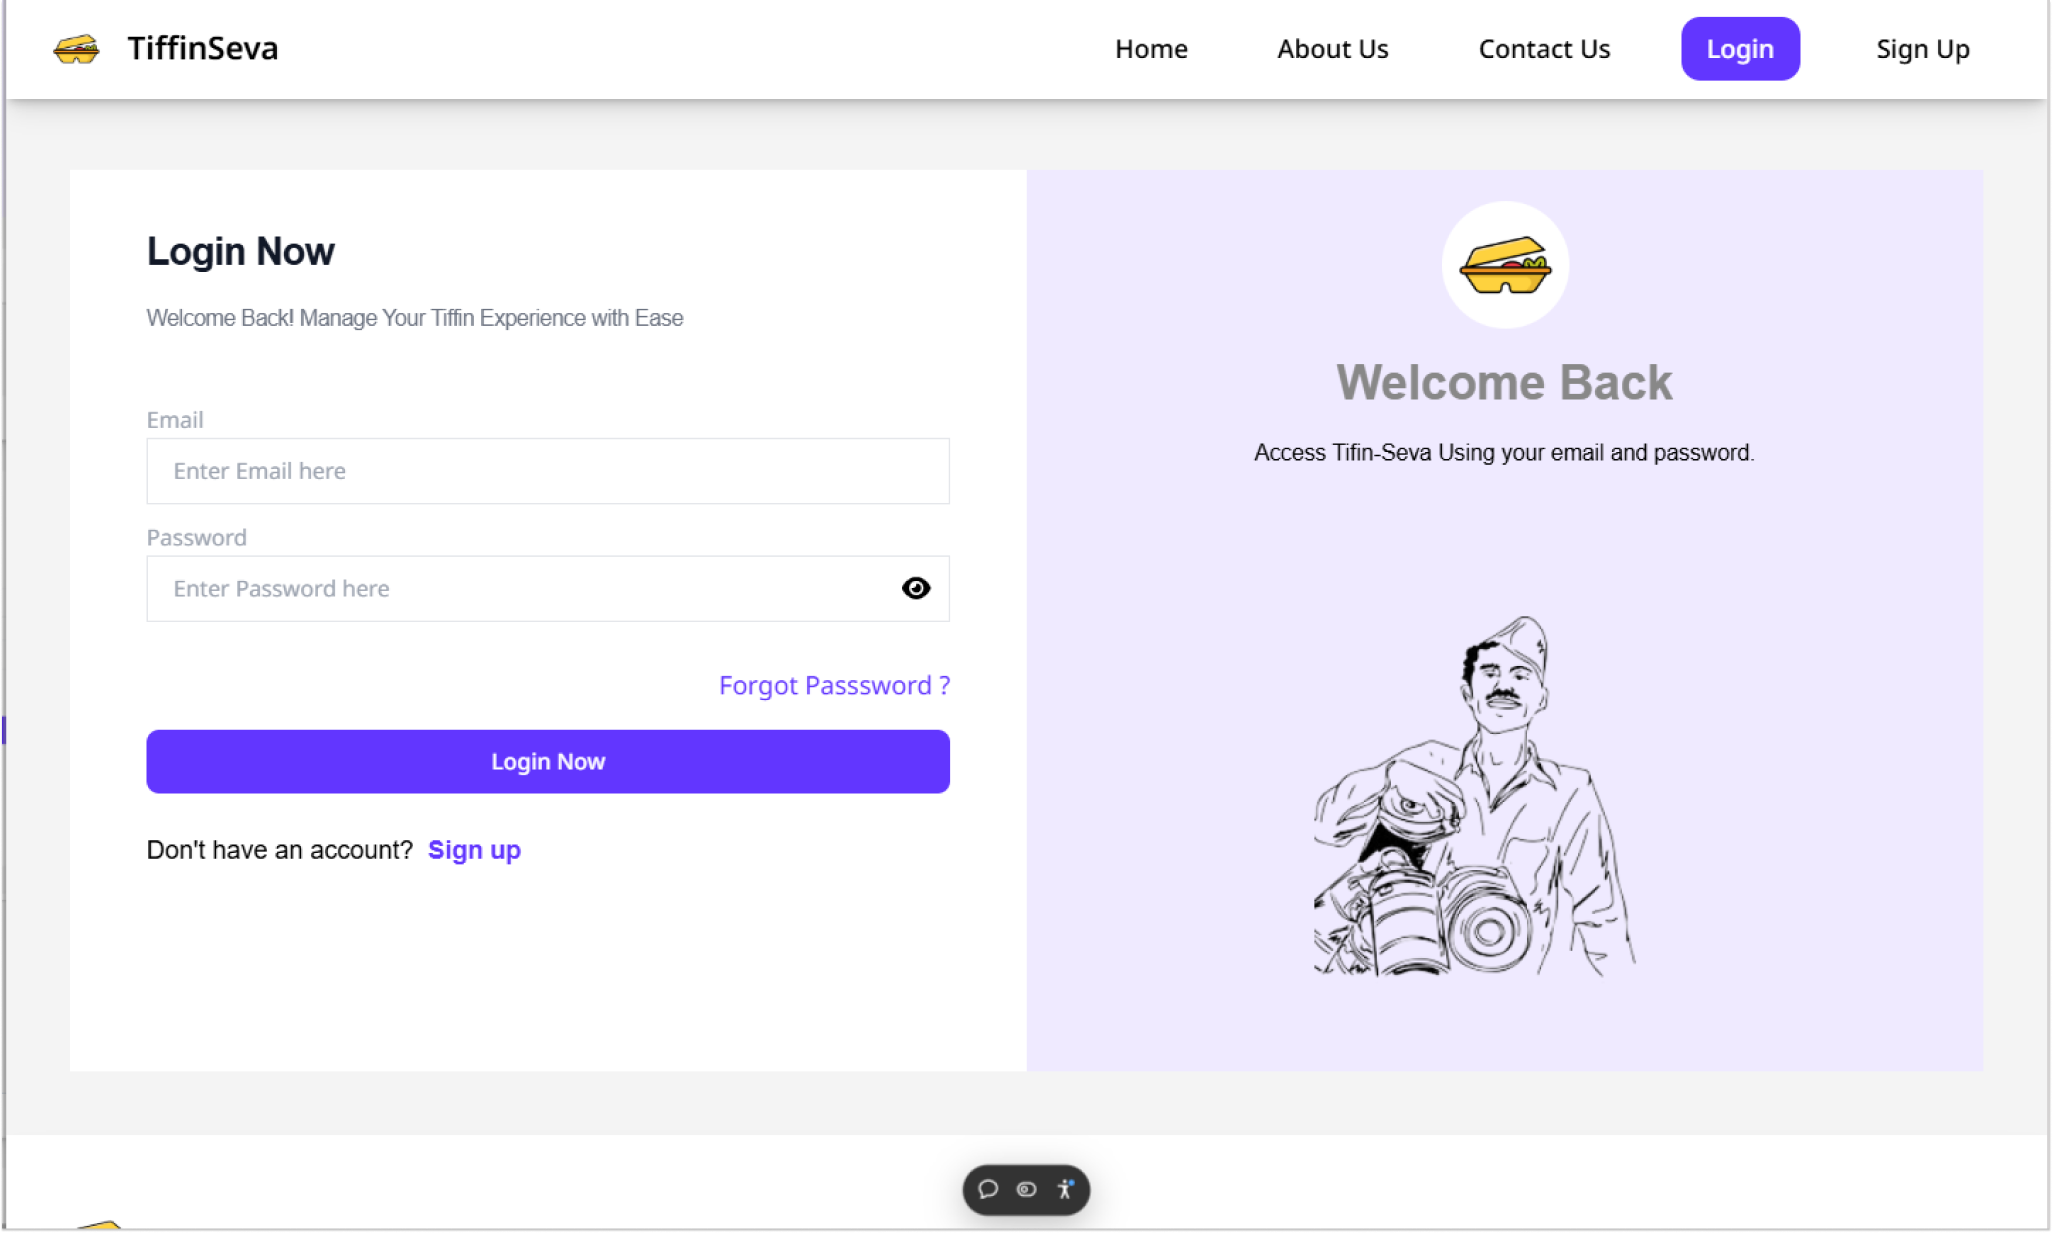 TiffinSeva
Home
About Us
Contact Us
Login
Sign Up
Login Now
Welcome Back! Manage Your Tiffin Experience with Ease
Email
Enter Email here
Password
Enter Password here
Forgot Passsword ?
Login Now
Don't have an account? Sign up
Welcome Back
Access Tifin-Seva Using your email and password.